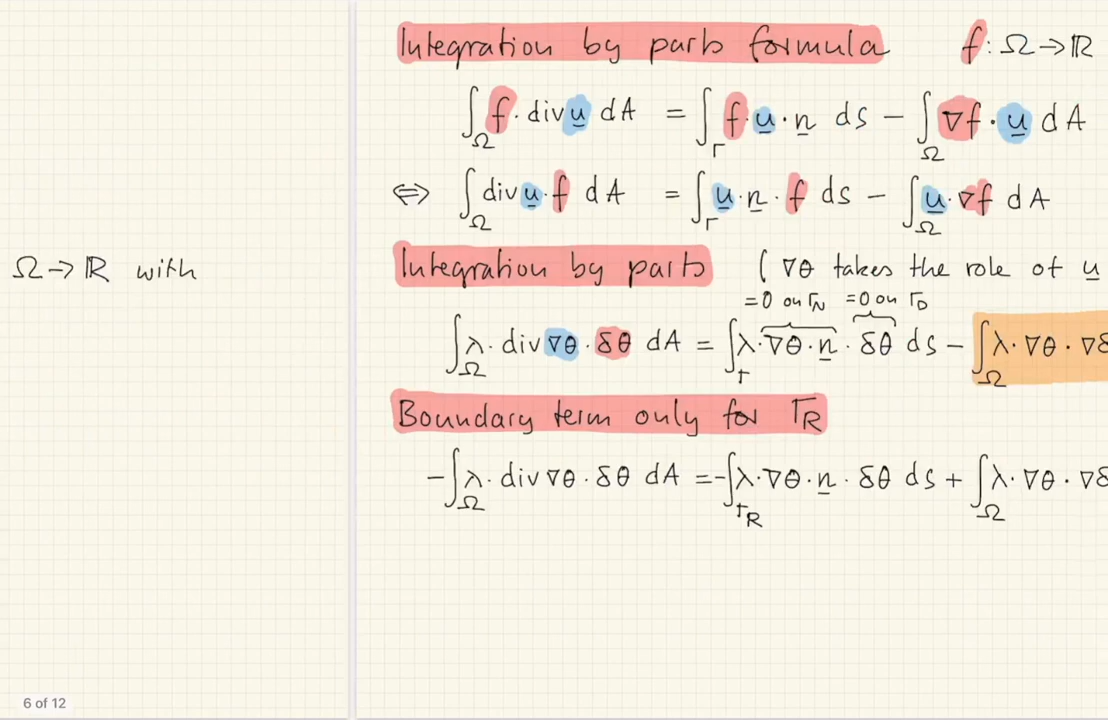 Ω → ℝ with
6 of 12
Integration by parts formula f : Ω → ℝ
∫_Ω f · div u dA = ∫_Γ f · u · n ds − ∫_Ω ∇f · u dA
⇔ ∫_Ω div u · f dA = ∫_Γ u · n · f ds − ∫_Ω u · ∇f dA
Integration by parts ( ∇θ takes the role of u
=0 on Γ_N =0 on Γ_D
∫_Ω λ · div ∇θ · δθ dA = ∫_Γ λ · ∇θ · n · δθ ds − ∫_Ω λ · ∇θ · ∇δ
Boundary term only for Γ_R
−∫_Ω λ · div ∇θ · δθ dA = −∫_Γ_R λ · ∇θ · n · δθ ds + ∫_Ω λ · ∇θ · ∇δ